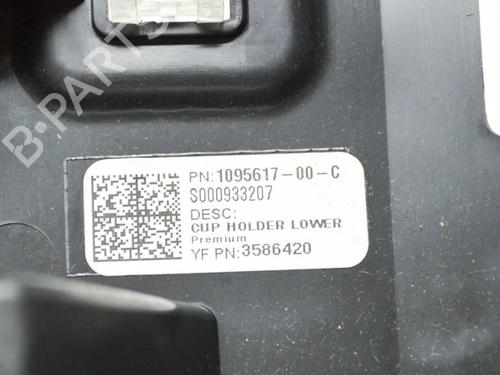 B-PARTS
PN:1095617-00-C
S000933207
DESC:
CUP HOLDER LOWER
Premium
YF PN:3586420